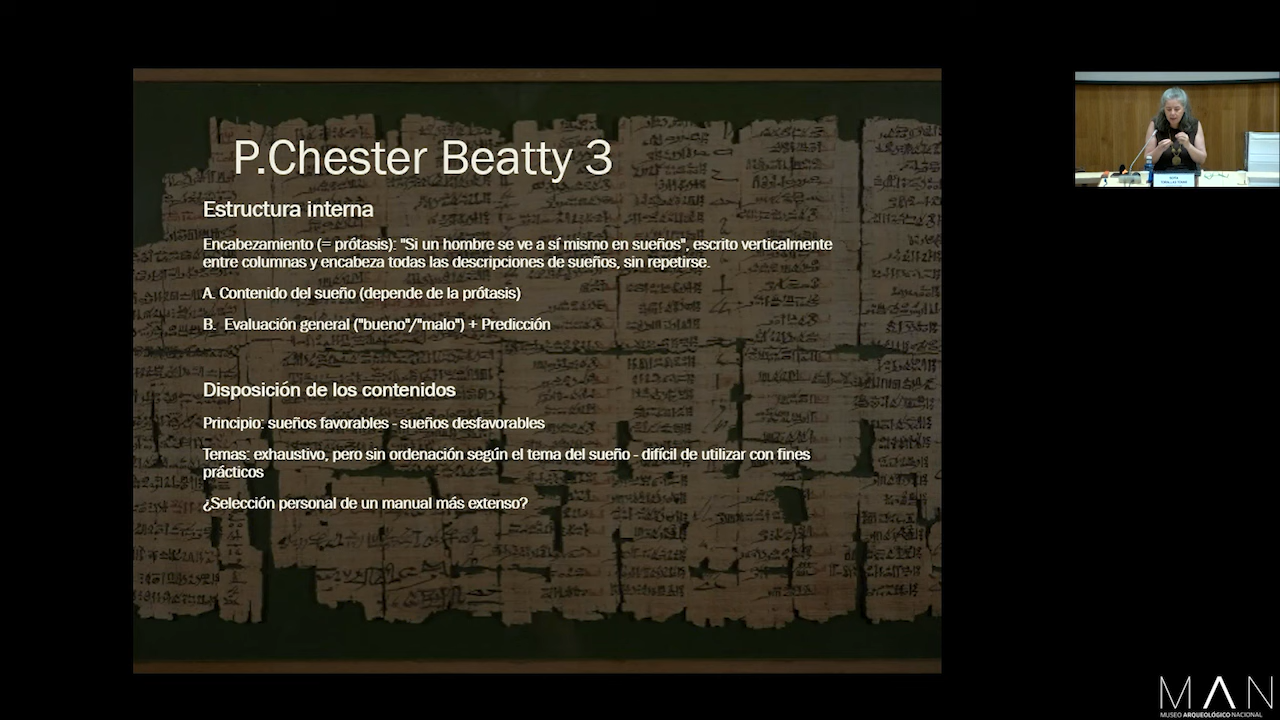 P.Chester Beatty 3
Estructura interna
Encabezamiento (= prótasis): "Si un hombre se ve a sí mismo en sueños", escrito verticalmente
entre columnas y encabeza todas las descripciones de sueños, sin repetirse.
A. Contenido del sueño (depende de la prótasis)
B. Evaluación general ("bueno"/"malo") + Predicción
Disposición de los contenidos
Principio: sueños favorables - sueños desfavorables
Temas: exhaustivo, pero sin ordenación según el tema del sueño - difícil de utilizar con fines
prácticos
¿Selección personal de un manual más extenso?
MAN
MUSEO ARQUEOLÓGICO NACIONAL